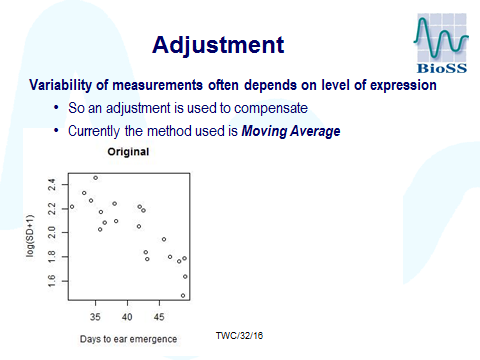 Adjustment
BioSS
Variability of measurements often depends on level of expression
• So an adjustment is used to compensate
• Currently the method used is Moving Average
Original
log(SD+1)
2.4
2.2
2.0
1.8
1.6
35 40 45
Days to ear emergence
TWC/32/16